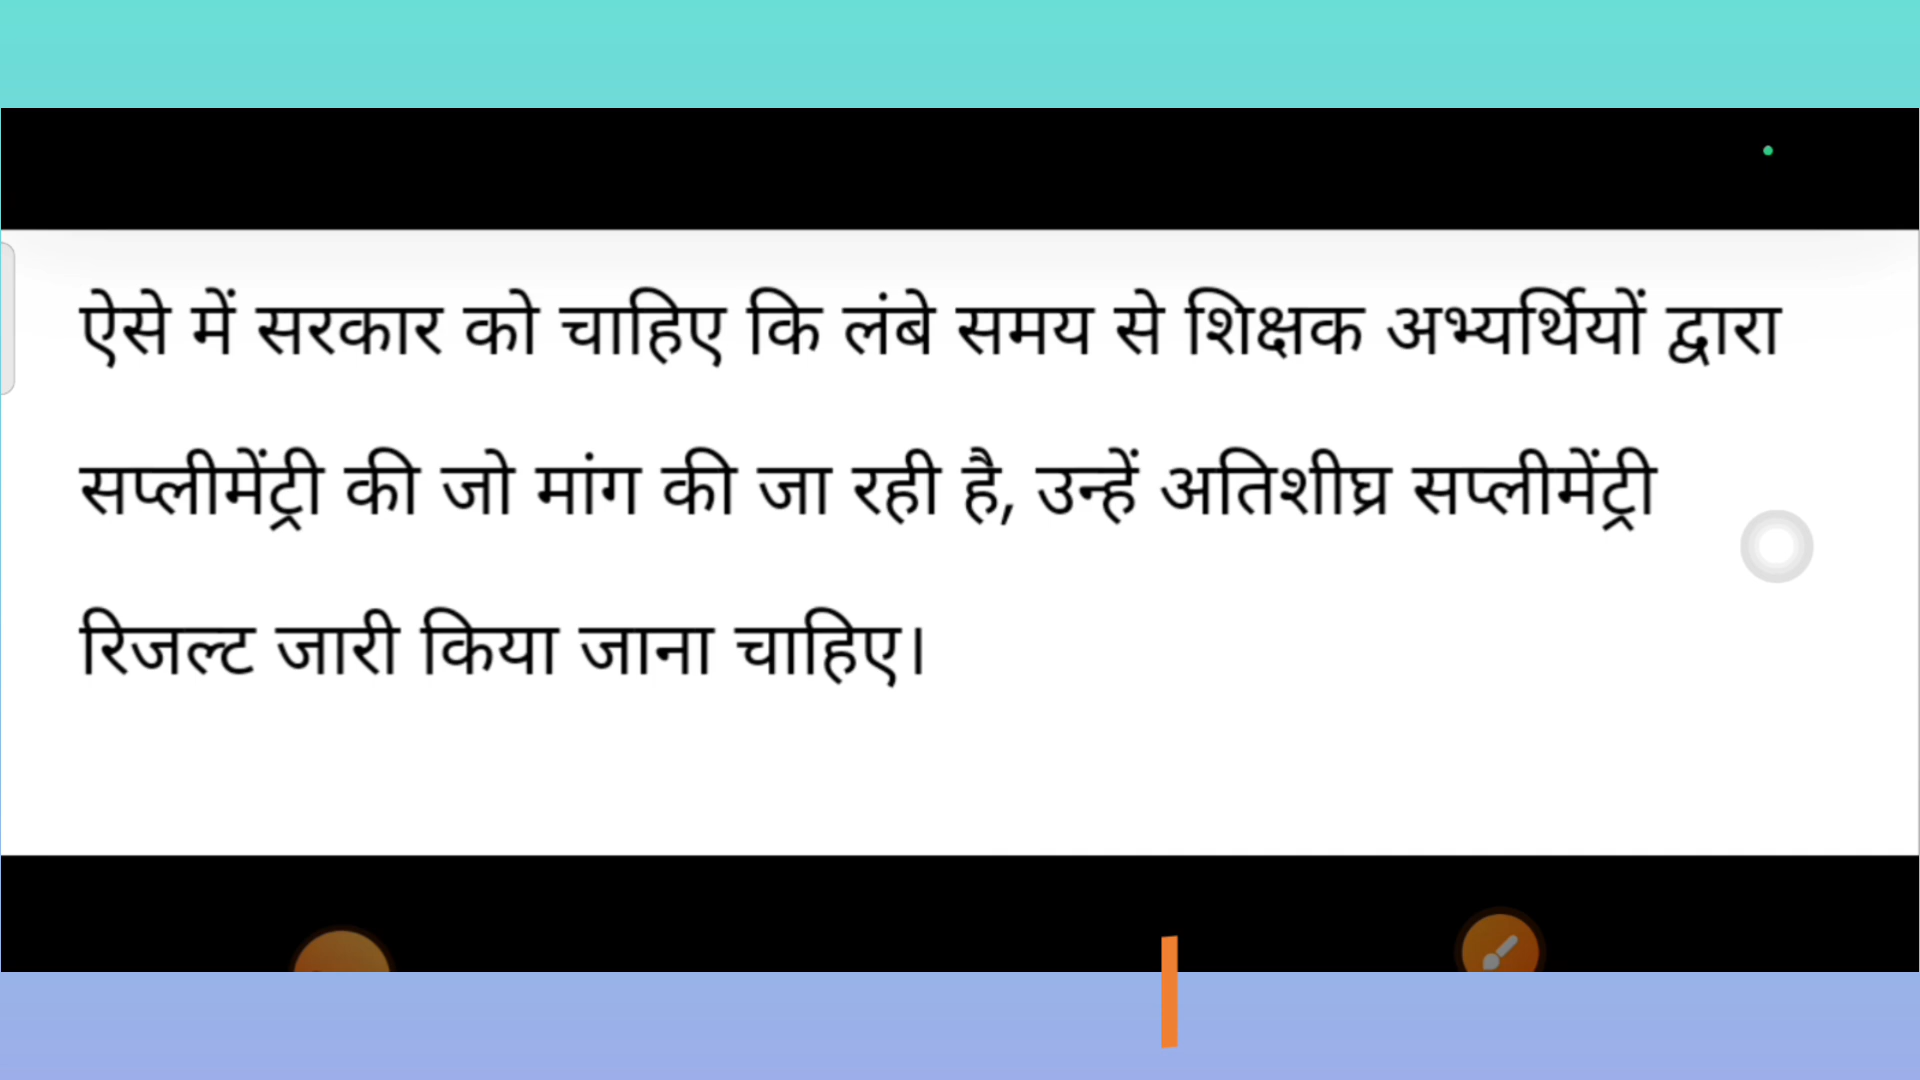 ऐसे में सरकार को चाहिए कि लंबे समय से शिक्षक अभ्यर्थियों द्वारा
सप्लीमेंट्री की जो मांग की जा रही है, उन्हें अतिशीघ्र सप्लीमेंट्री
रिजल्ट जारी किया जाना चाहिए।